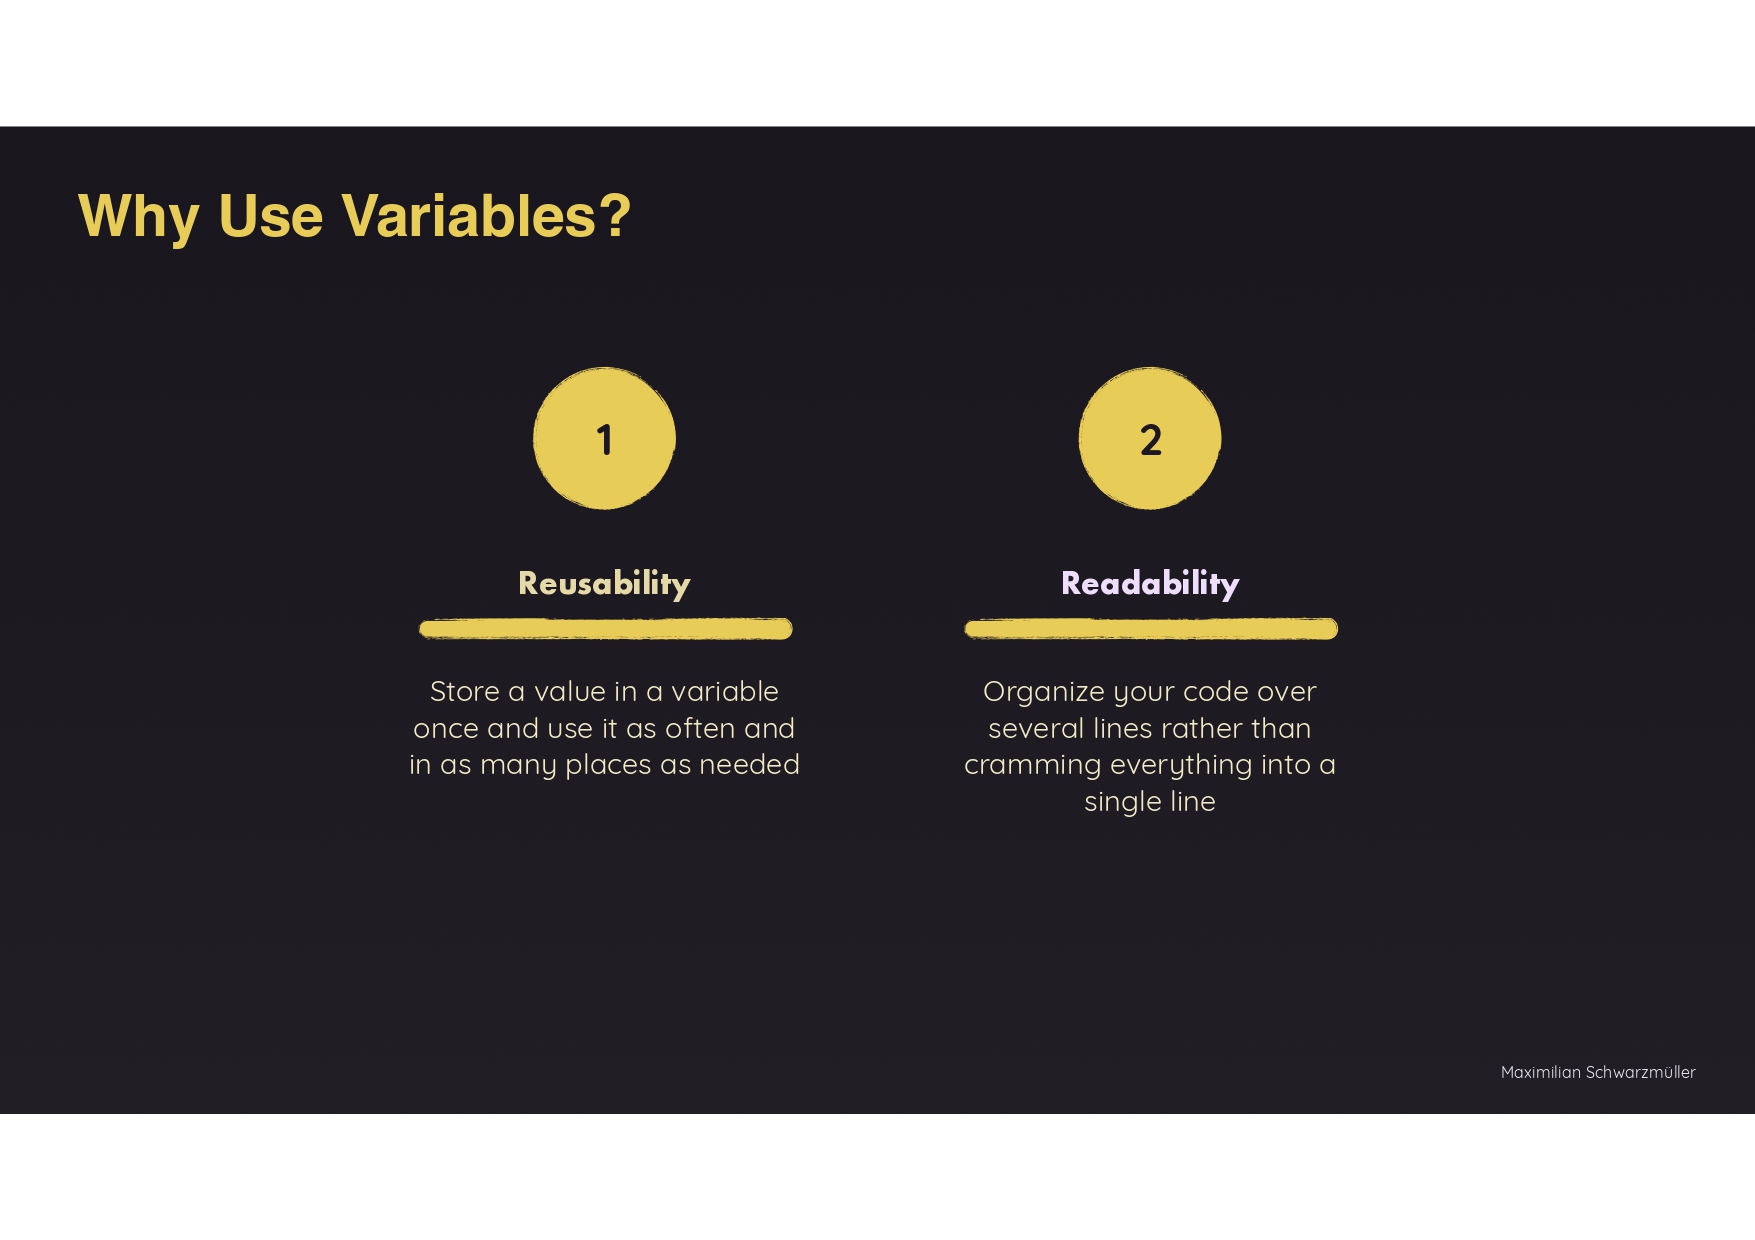 Why Use Variables?
1
Reusability
Store a value in a variable
once and use it as often and
in as many places as needed
2
Readability
Organize your code over
several lines rather than
cramming everything into a
single line
Maximilian Schwarzmüller